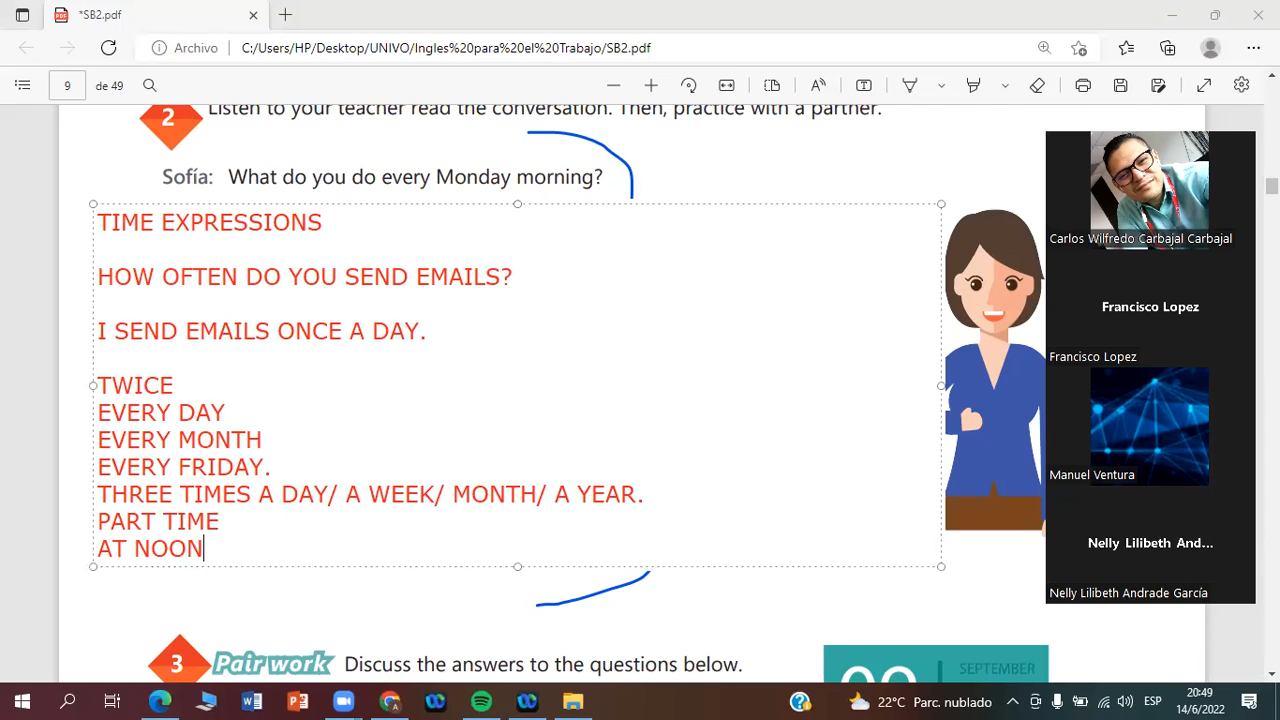 *SB2.pdf
Archivo
C:/Users/HP/Desktop/UNIVO/Ingles%20para%20el%20Trabajo/SB2.pdf
9 de 49
2 Listen to your teacher read the conversation. Then, practice with a partner.
Sofía: What do you do every Monday morning?
TIME EXPRESSIONS
HOW OFTEN DO YOU SEND EMAILS?
I SEND EMAILS ONCE A DAY.
TWICE
EVERY DAY
EVERY MONTH
EVERY FRIDAY.
THREE TIMES A DAY/ A WEEK/ MONTH/ A YEAR.
PART TIME
AT NOON
Carlos Wilfredo Carbajal Carbajal
Francisco Lopez
Francisco Lopez
Manuel Ventura
Nelly Lilibeth And...
Nelly Lilibeth Andrade García
3 Pair work Discuss the answers to the questions below.
SEPTEMBER
22°C Parc. nublado
ESP
20:49
14/6/2022